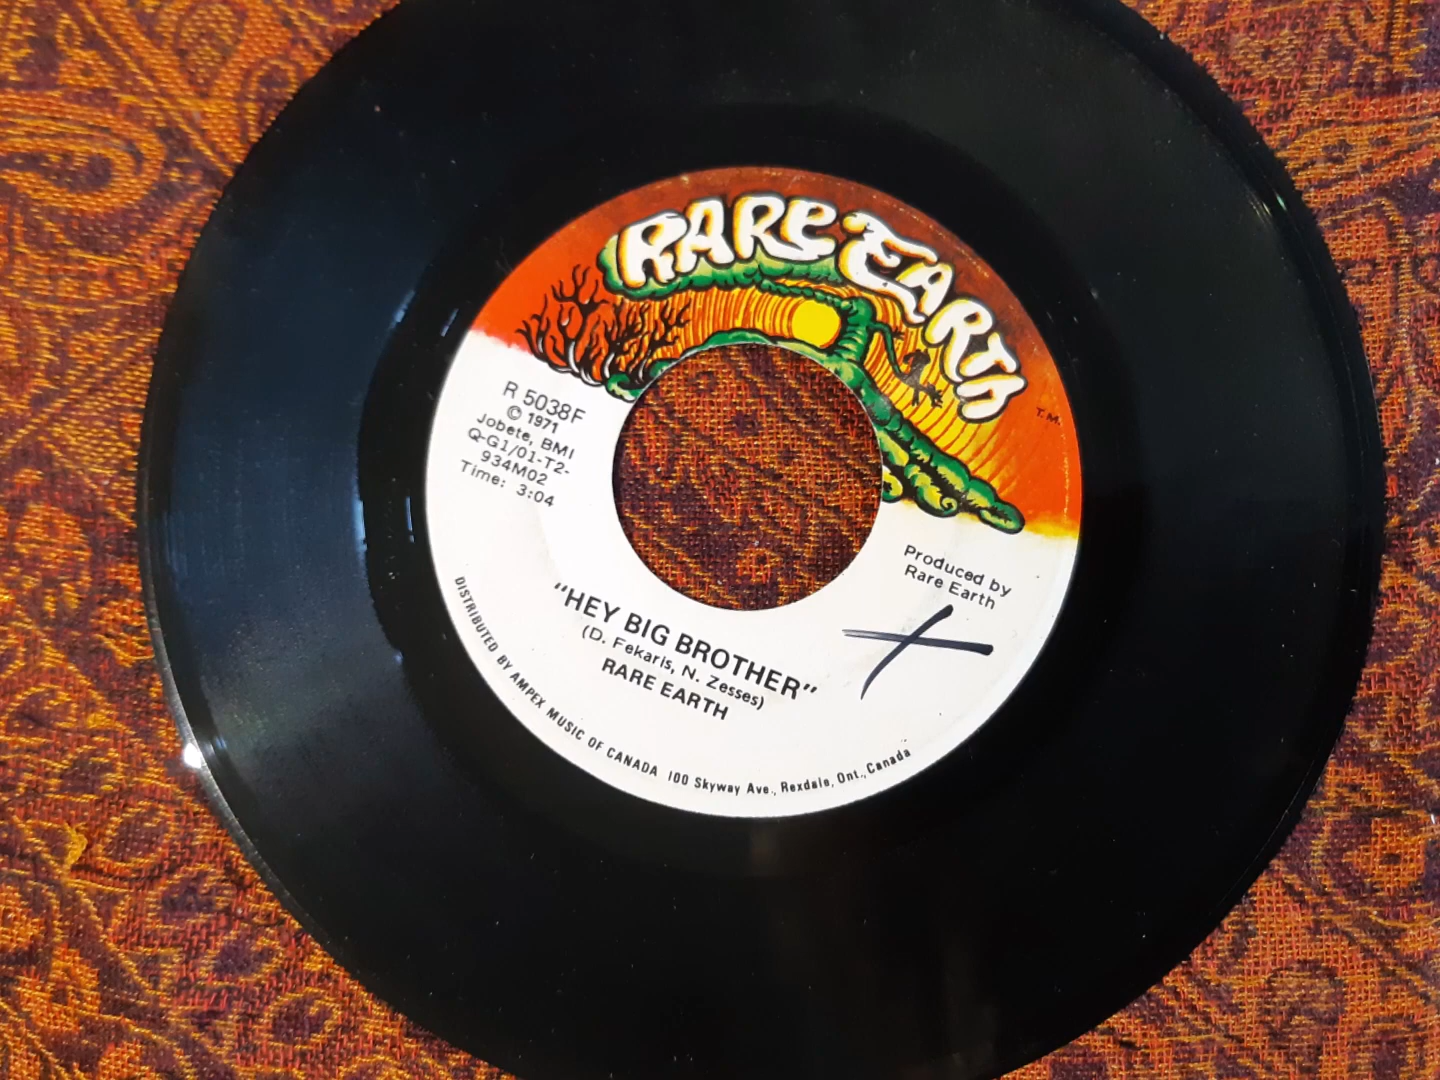 RARE EARTH
T.M.
R 5038F
© 1971
Jobete, BMI
Q-G1/01-T2-
934M02
Time: 3:04
Produced by
Rare Earth
"HEY BIG BROTHER"
(D. Fekaris, N. Zesses)
RARE EARTH
DISTRIBUTED BY AMPEX MUSIC OF CANADA 100 Skyway Ave., Rexdale, Ont., Canada